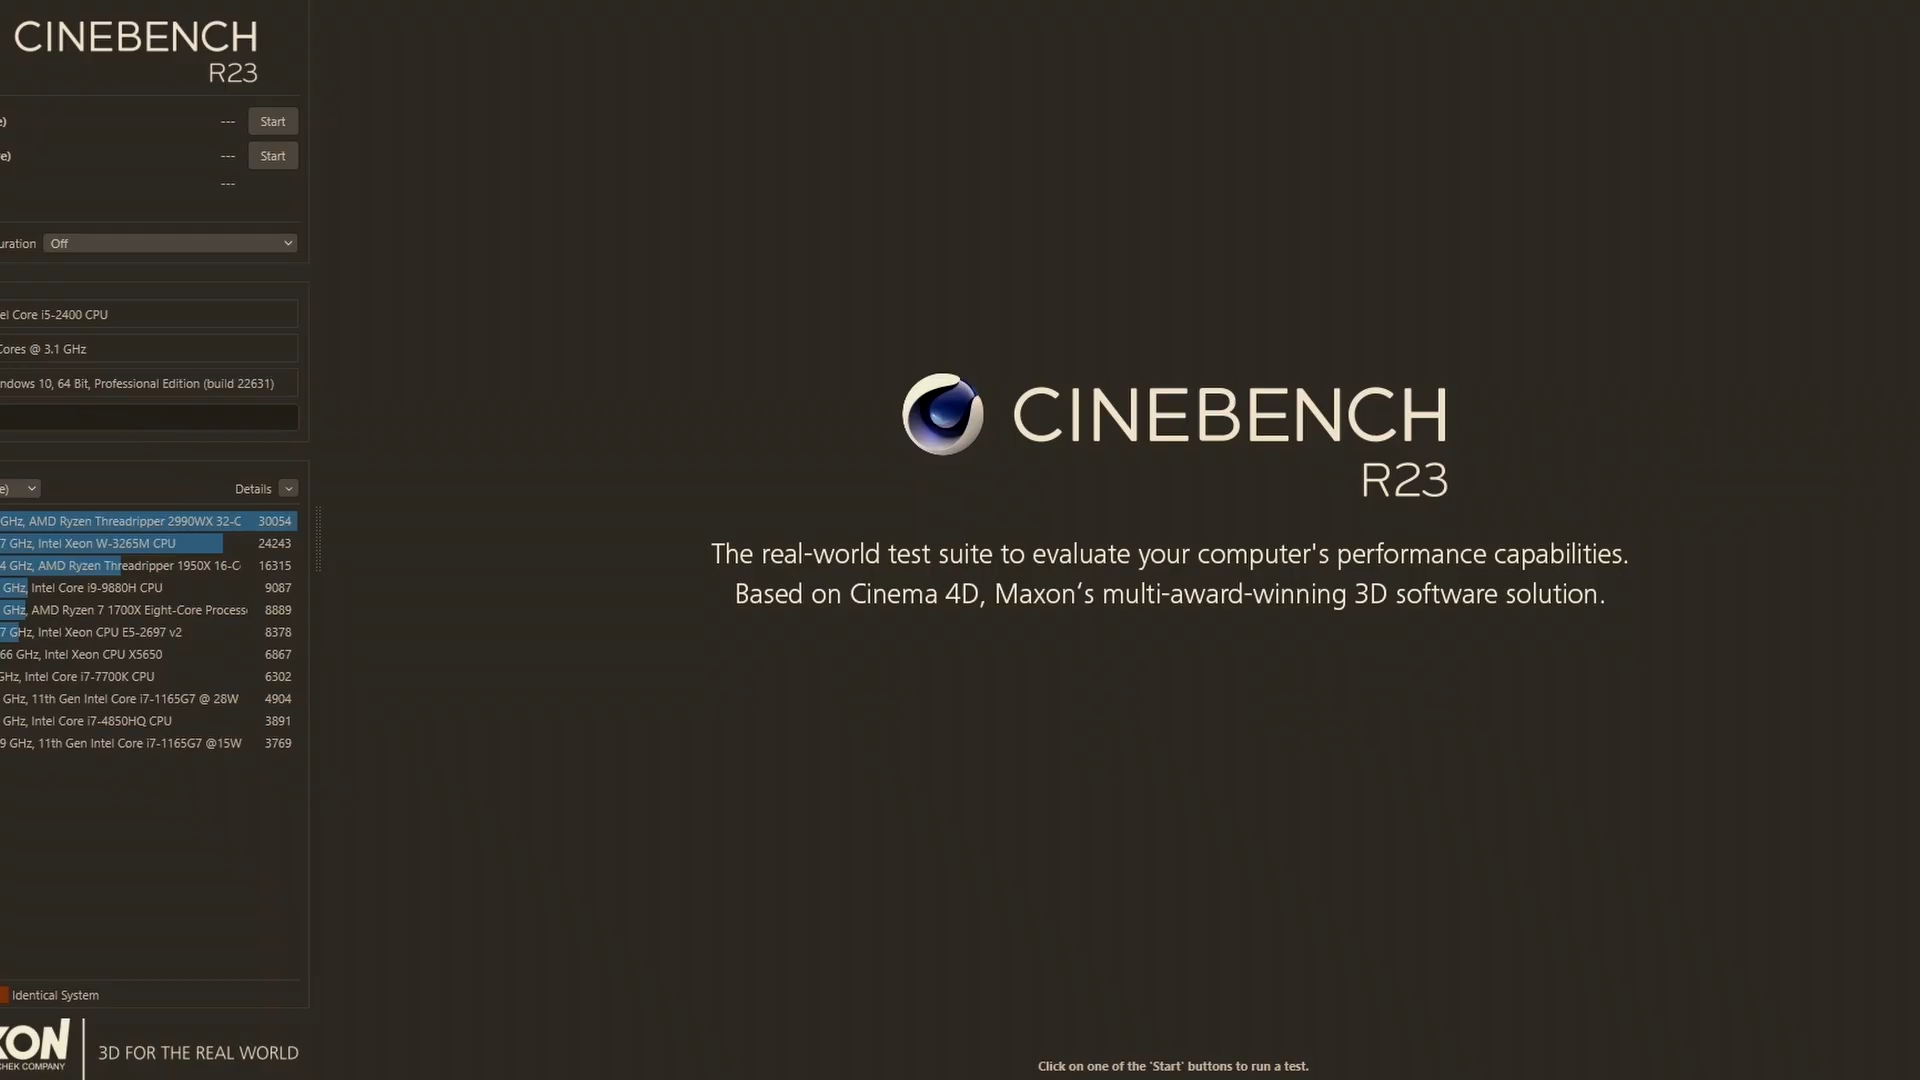 CINEBENCH
R23
e) --- Start
e) --- Start
---
uration Off
el Core i5-2400 CPU
Cores @ 3.1 GHz
ndows 10, 64 Bit, Professional Edition (build 22631)
e) Details
GHz, AMD Ryzen Threadripper 2990WX 32-C 30054
7 GHz, Intel Xeon W-3265M CPU 24243
4 GHz, AMD Ryzen Threadripper 1950X 16-C 16315
GHz, Intel Core i9-9880H CPU 9087
GHz, AMD Ryzen 7 1700X Eight-Core Process 8889
7 GHz, Intel Xeon CPU E5-2697 v2 8378
66 GHz, Intel Xeon CPU X5650 6867
GHz, Intel Core i7-7700K CPU 6302
GHz, 11th Gen Intel Core i7-1165G7 @ 28W 4904
GHz, Intel Core i7-4850HQ CPU 3891
9 GHz, 11th Gen Intel Core i7-1165G7 @15W 3769
Identical System
XON
CHEK COMPANY
3D FOR THE REAL WORLD
CINEBENCH
R23
The real-world test suite to evaluate your computer's performance capabilities.
Based on Cinema 4D, Maxon‘s multi-award-winning 3D software solution.
Click on one of the 'Start' buttons to run a test.